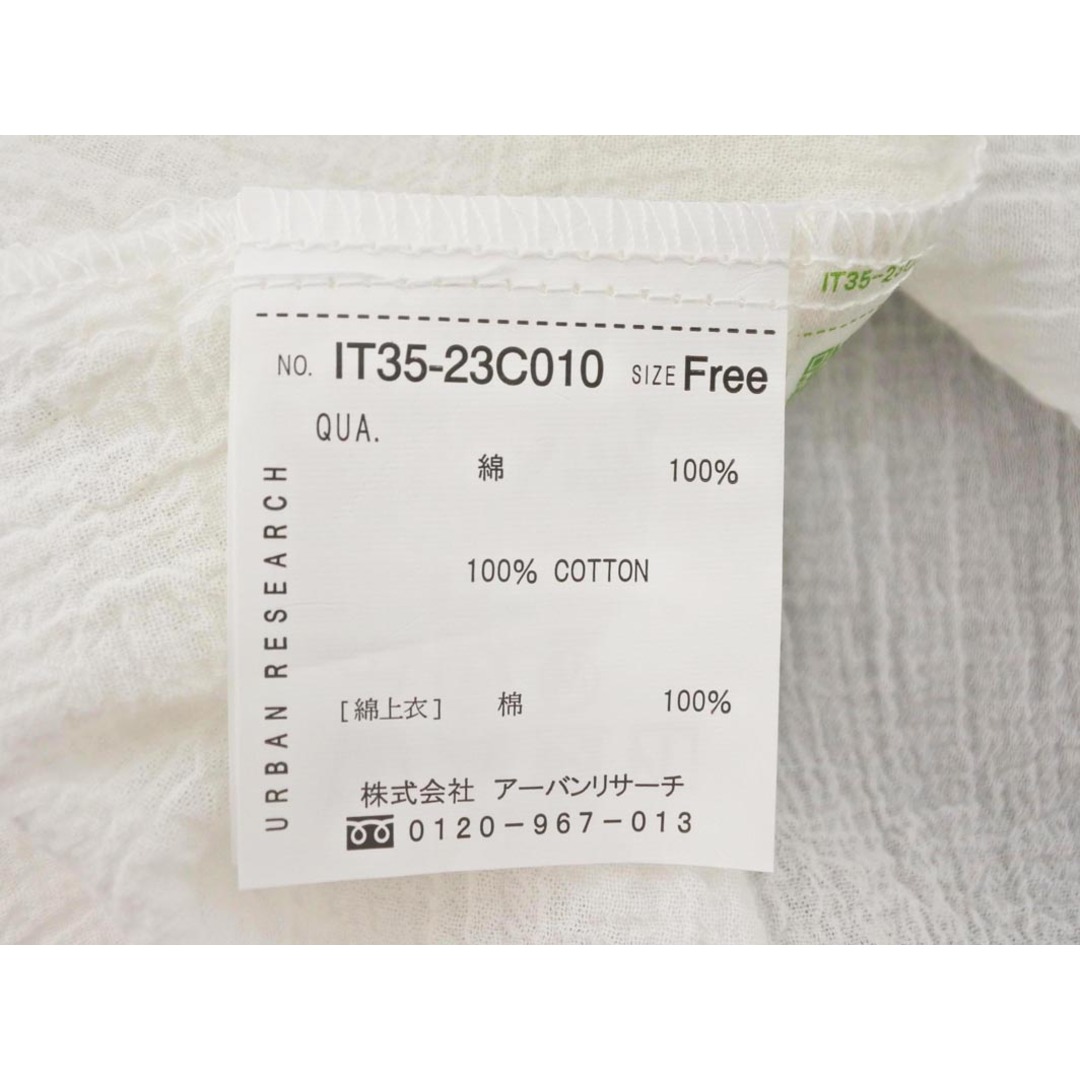 NO. IT35-23C010 SIZE Free
QUA.
綿 100%
100% COTTON
[綿上衣] 棉 100%
株式会社 アーバンリサーチ
0120-967-013
URBAN RESEARCH